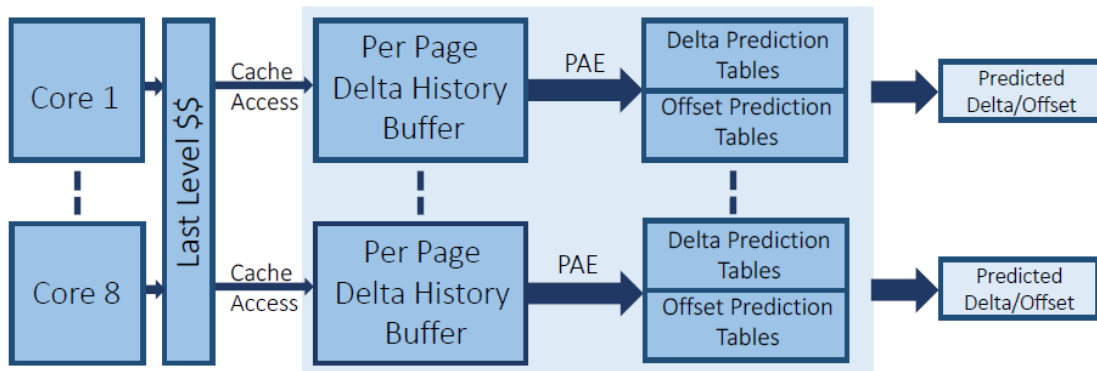 Core 1
Last Level $$
Cache
Access
Per Page
Delta History
Buffer
PAE
Delta Prediction
Tables
Offset Prediction
Tables
Predicted
Delta/Offset
Core 8
Cache
Access
Per Page
Delta History
Buffer
PAE
Delta Prediction
Tables
Offset Prediction
Tables
Predicted
Delta/Offset